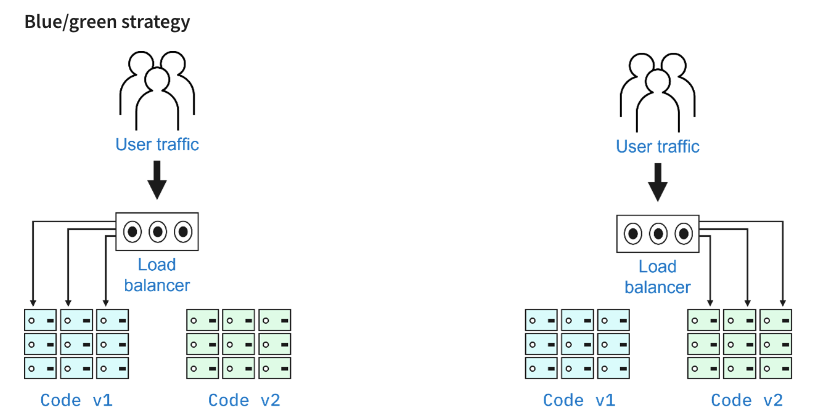 Blue/green strategy
User traffic
Load
balancer
Code v1
Code v2
User traffic
Load
balancer
Code v1
Code v2